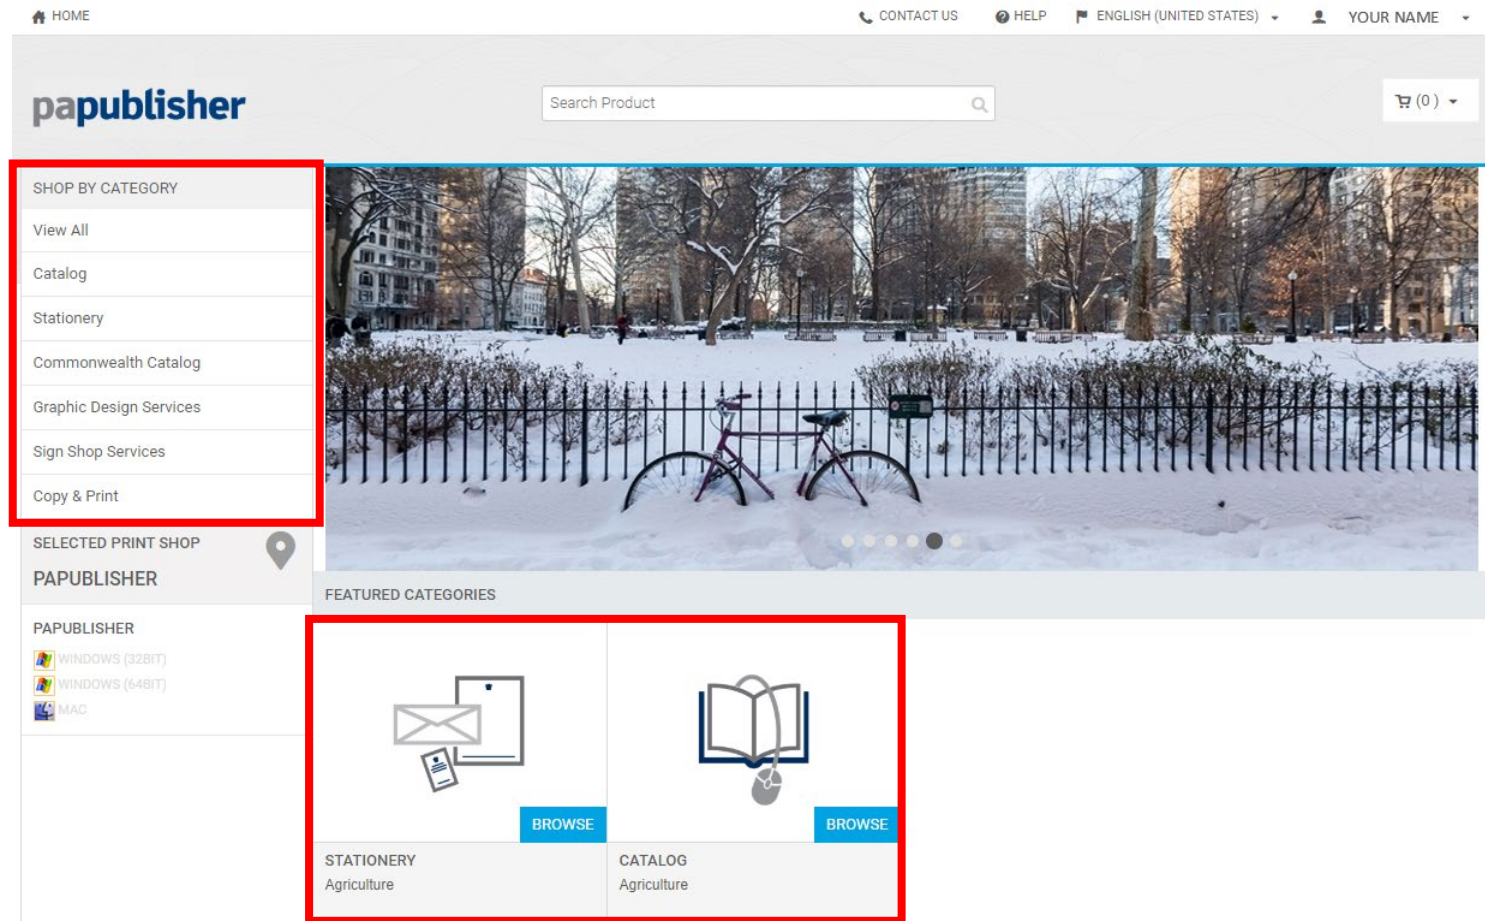 HOME
CONTACT US
HELP
ENGLISH (UNITED STATES)
YOUR NAME
papublisher
Search Product
(0 )
SHOP BY CATEGORY
View All
Catalog
Stationery
Commonwealth Catalog
Graphic Design Services
Sign Shop Services
Copy & Print
SELECTED PRINT SHOP
PAPUBLISHER
PAPUBLISHER
WINDOWS (32BIT)
WINDOWS (64BIT)
MAC
FEATURED CATEGORIES
BROWSE
STATIONERY
Agriculture
BROWSE
CATALOG
Agriculture